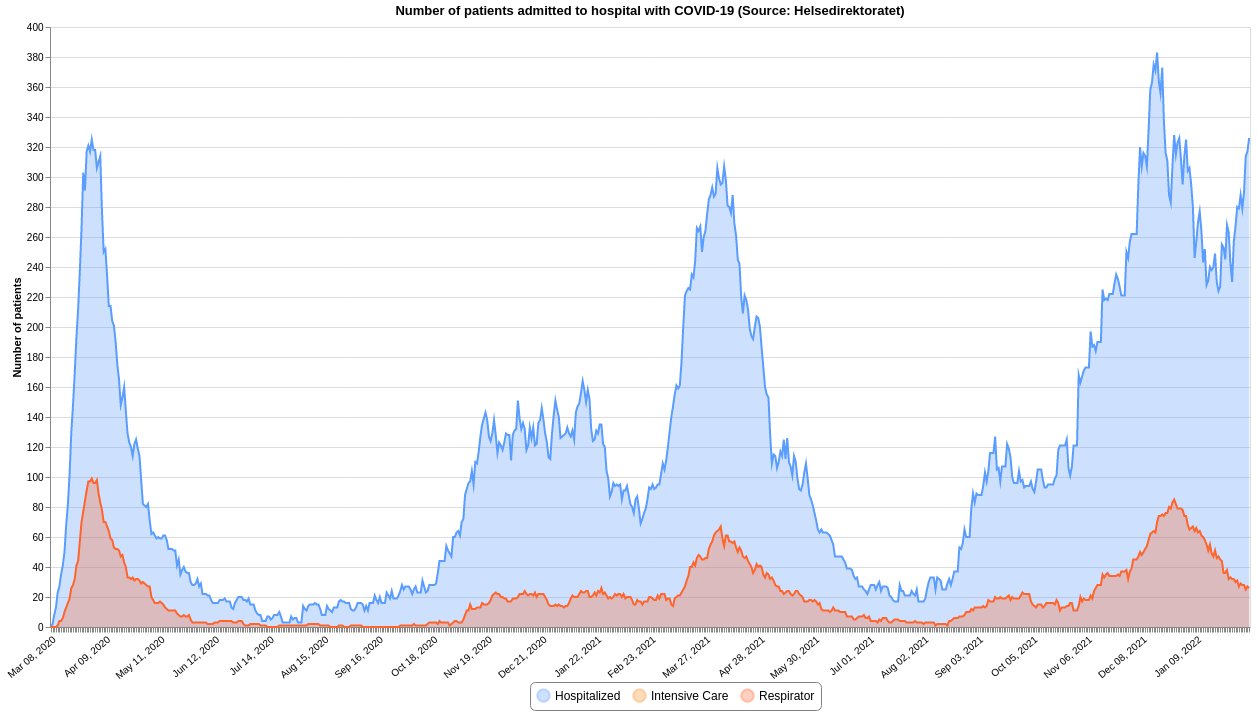 Number of patients admitted to hospital with COVID-19 (Source: Helsedirektoratet)
Number of patients
400
380
360
340
320
300
280
260
240
220
200
180
160
140
120
100
80
60
40
20
0
Mar 08, 2020
Apr 09, 2020
May 11, 2020
Jun 12, 2020
Jul 14, 2020
Aug 15, 2020
Sep 16, 2020
Oct 18, 2020
Nov 19, 2020
Dec 21, 2020
Jan 22, 2021
Feb 23, 2021
Mar 27, 2021
Apr 28, 2021
May 30, 2021
Jul 01, 2021
Aug 02, 2021
Sep 03, 2021
Oct 05, 2021
Nov 06, 2021
Dec 08, 2021
Jan 09, 2022
Hospitalized
Intensive Care
Respirator